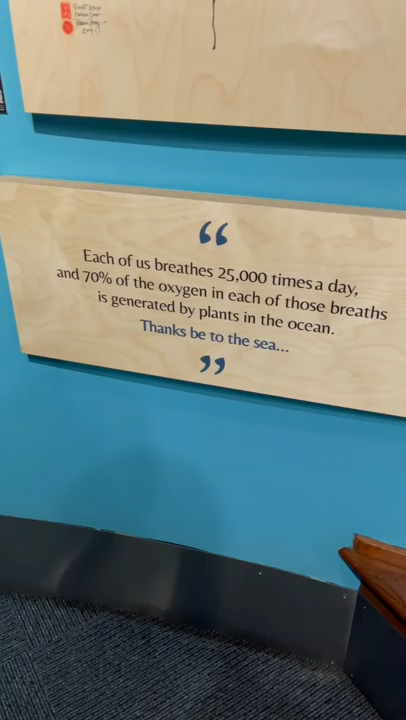 “
Each of us breathes 25,000 times a day,
and 70% of the oxygen in each of those breaths
is generated by plants in the ocean.
Thanks be to the sea...
”